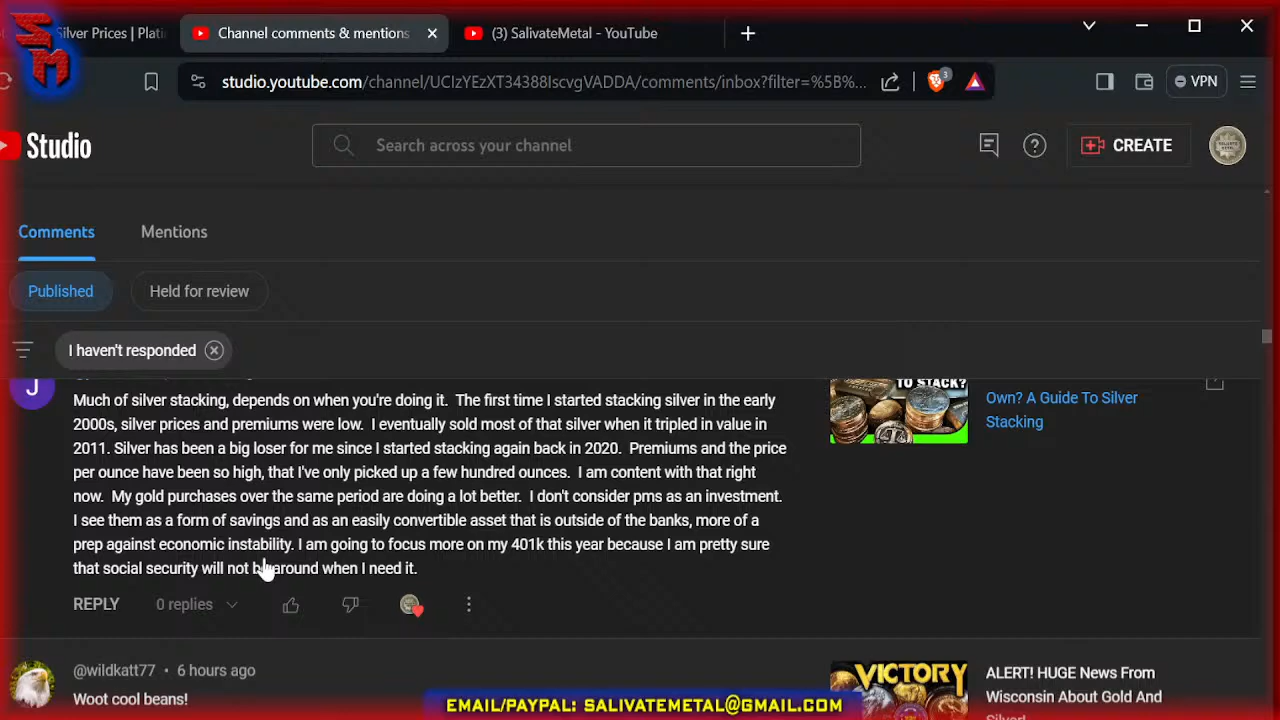 SM
Silver Prices | Plati
Channel comments & mentions
(3) SalivateMetal - YouTube
studio.youtube.com/channel/UCIzYEzXT34388IscvgVADDA/comments/inbox?filter=%5B%...
3
VPN
Studio
Search across your channel
CREATE
Comments
Mentions
Published
Held for review
I haven't responded
J
Much of silver stacking, depends on when you're doing it. The first time I started stacking silver in the early
2000s, silver prices and premiums were low. I eventually sold most of that silver when it tripled in value in
2011. Silver has been a big loser for me since I started stacking again back in 2020. Premiums and the price
per ounce have been so high, that I've only picked up a few hundred ounces. I am content with that right
now. My gold purchases over the same period are doing a lot better. I don't consider pms as an investment.
I see them as a form of savings and as an easily convertible asset that is outside of the banks, more of a
prep against economic instability. I am going to focus more on my 401k this year because I am pretty sure
that social security will not be around when I need it.
TO STACK?
Own? A Guide To Silver
Stacking
REPLY
0 replies
@wildkatt77 • 6 hours ago
Woot cool beans!
VICTORY
ALERT! HUGE News From
Wisconsin About Gold And
Silver!
EMAIL/PAYPAL: SALIVATEMETAL@GMAIL.COM